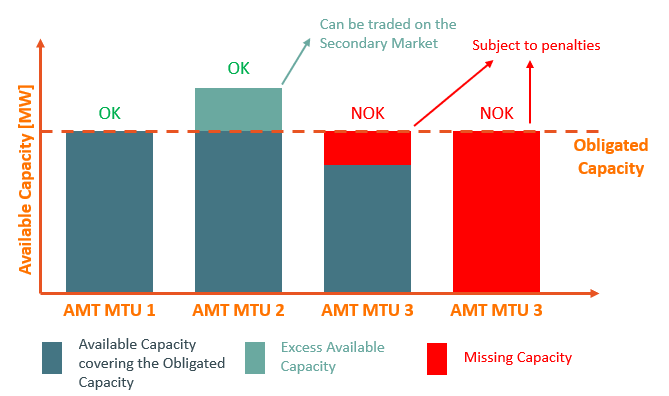 Can be traded on the
Secondary Market
Subject to penalties
OK
OK
NOK
NOK
Available Capacity [MW]
Obligated
Capacity
AMT MTU 1
AMT MTU 2
AMT MTU 3
AMT MTU 3
Available Capacity
covering the Obligated
Capacity
Excess Available
Capacity
Missing Capacity